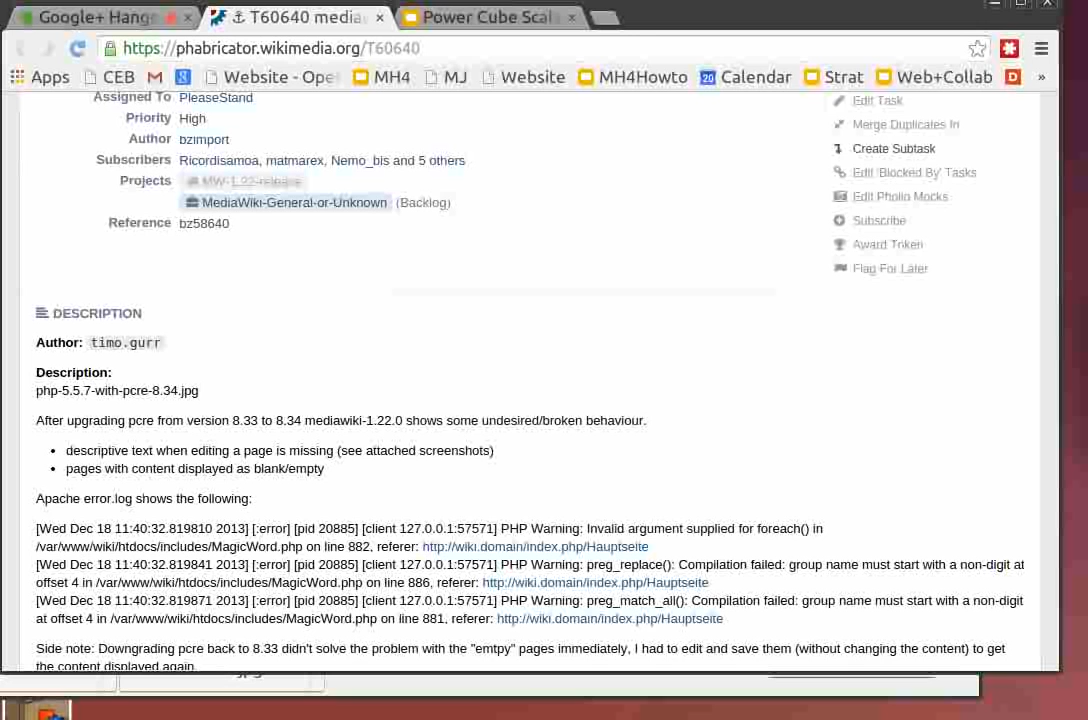 Google+ Hang
T60640 media
Power Cube Scal
https://phabricator.wikimedia.org/T60640
Apps CEB Website - Ope MH4 MJ Website MH4Howto 20 Calendar Strat Web+Collab D »
Assigned To PleaseStand
Priority High
Author bzimport
Subscribers Ricordisamoa, matmarex, Nemo_bis and 5 others
Projects MW-1.22-release
MediaWiki-General-or-Unknown (Backlog)
Reference bz58640
Edit Task
Merge Duplicates In
Create Subtask
Edit 'Blocked By' Tasks
Edit Pholio Mocks
Subscribe
Award Token
Flag For Later
DESCRIPTION
Author: timo.gurr
Description:
php-5.5.7-with-pcre-8.34.jpg
After upgrading pcre from version 8.33 to 8.34 mediawiki-1.22.0 shows some undesired/broken behaviour.
• descriptive text when editing a page is missing (see attached screenshots)
• pages with content displayed as blank/empty
Apache error.log shows the following:
[Wed Dec 18 11:40:32.819810 2013] [:error] [pid 20885] [client 127.0.0.1:57571] PHP Warning: Invalid argument supplied for foreach() in
/var/www/wiki/htdocs/includes/MagicWord.php on line 882, referer: http://wiki.domain/index.php/Hauptseite
[Wed Dec 18 11:40:32.819841 2013] [:error] [pid 20885] [client 127.0.0.1:57571] PHP Warning: preg_replace(): Compilation failed: group name must start with a non-digit at
offset 4 in /var/www/wiki/htdocs/includes/MagicWord.php on line 886, referer: http://wiki.domain/index.php/Hauptseite
[Wed Dec 18 11:40:32.819871 2013] [:error] [pid 20885] [client 127.0.0.1:57571] PHP Warning: preg_match_all(): Compilation failed: group name must start with a non-digit
at offset 4 in /var/www/wiki/htdocs/includes/MagicWord.php on line 881, referer: http://wiki.domain/index.php/Hauptseite
Side note: Downgrading pcre back to 8.33 didn't solve the problem with the "emtpy" pages immediately, I had to edit and save them (without changing the content) to get
the content displayed again.